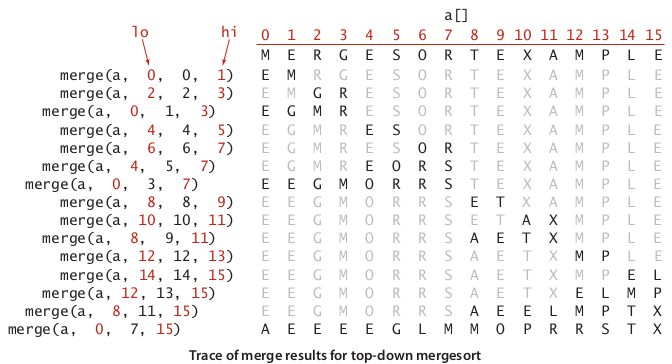 a[]
lo hi 0 1 2 3 4 5 6 7 8 9 10 11 12 13 14 15
M E R G E S O R T E X A M P L E
merge(a, 0, 0, 1) E M R G E S O R T E X A M P L E
merge(a, 2, 2, 3) E M G R E S O R T E X A M P L E
merge(a, 0, 1, 3) E G M R E S O R T E X A M P L E
merge(a, 4, 4, 5) E G M R E S O R T E X A M P L E
merge(a, 6, 6, 7) E G M R E S O R T E X A M P L E
merge(a, 4, 5, 7) E G M R E O R S T E X A M P L E
merge(a, 0, 3, 7) E E G M O R R S T E X A M P L E
merge(a, 8, 8, 9) E E G M O R R S E T X A M P L E
merge(a, 10, 10, 11) E E G M O R R S E T A X M P L E
merge(a, 8, 9, 11) E E G M O R R S A E T X M P L E
merge(a, 12, 12, 13) E E G M O R R S A E T X M P L E
merge(a, 14, 14, 15) E E G M O R R S A E T X M P E L
merge(a, 12, 13, 15) E E G M O R R S A E T X E L M P
merge(a, 8, 11, 15) E E G M O R R S A E E L M P T X
merge(a, 0, 7, 15) A E E E E G L M M O P R R S T X
Trace of merge results for top-down mergesort